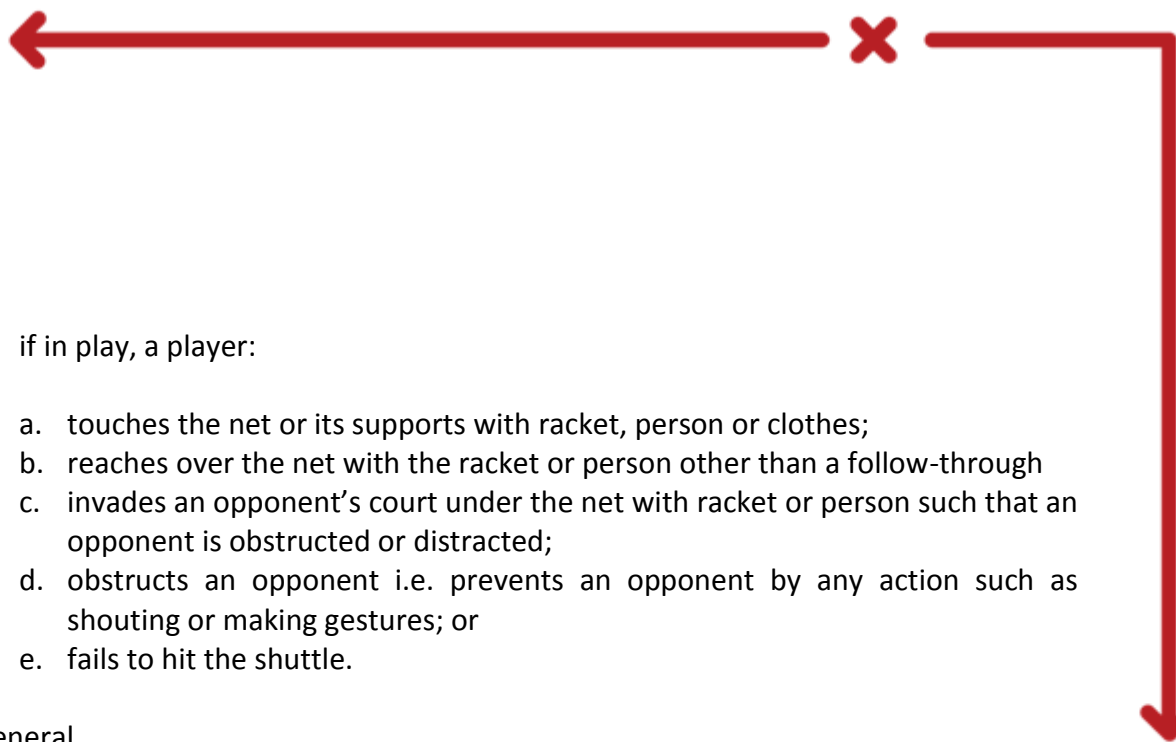 if in play, a player:
a. touches the net or its supports with racket, person or clothes;
b. reaches over the net with the racket or person other than a follow-through
c. invades an opponent’s court under the net with racket or person such that an
opponent is obstructed or distracted;
d. obstructs an opponent i.e. prevents an opponent by any action such as
shouting or making gestures; or
e. fails to hit the shuttle.